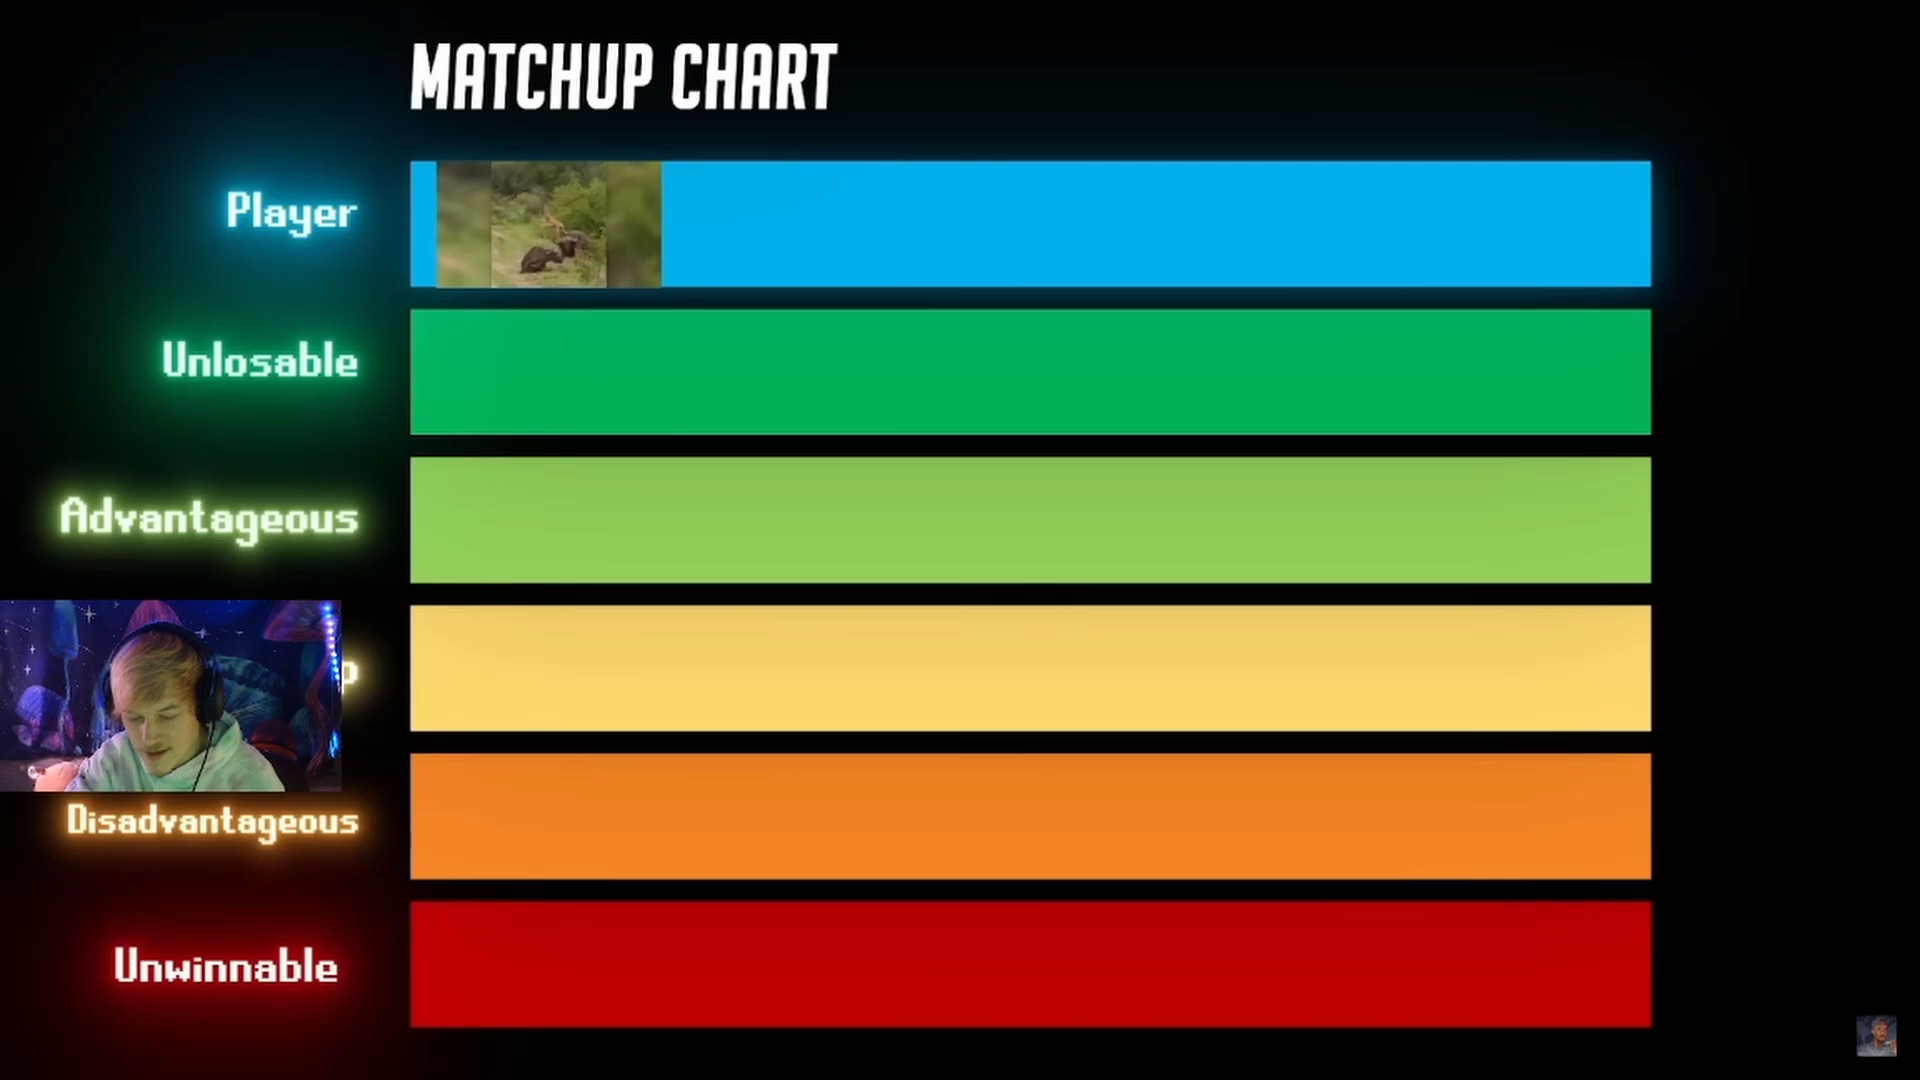 MATCHUP CHART
Player
Unlosable
Advantageous
Disadvantageous
Unwinnable